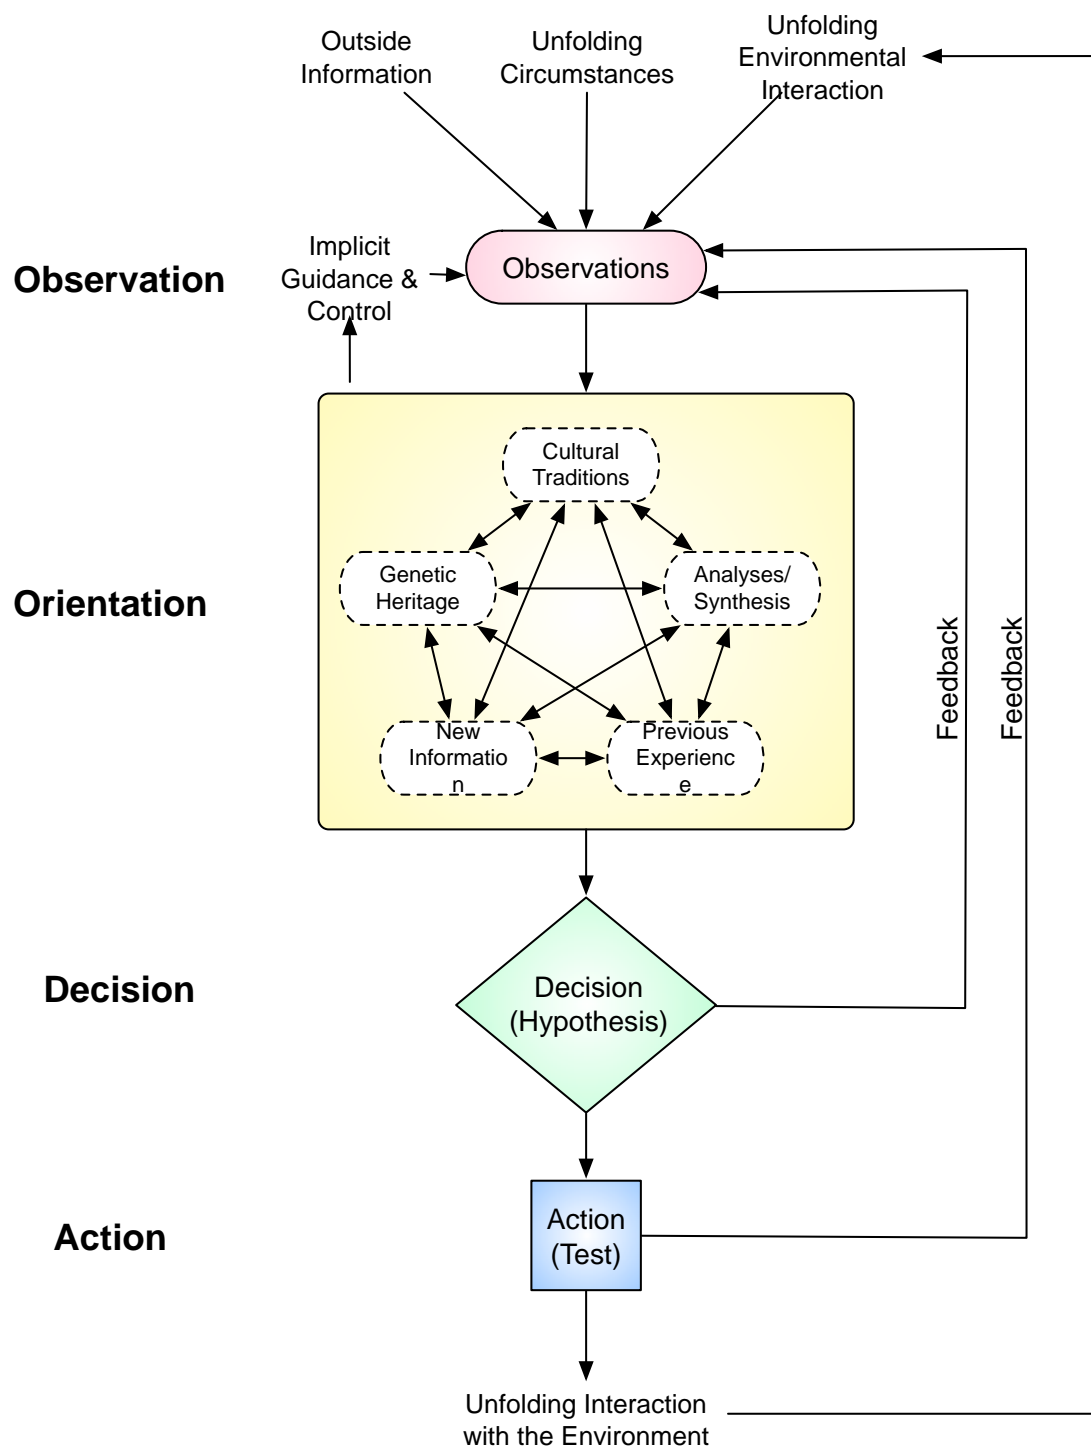 Outside
Information
Unfolding
Circumstances
Unfolding
Environmental
Interaction
Observation
Implicit
Guidance &
Control
Observations
Orientation
Cultural
Traditions
Genetic
Heritage
Analyses/
Synthesis
New
Informatio
n
Previous
Experienc
e
Feedback
Feedback
Decision
Decision
(Hypothesis)
Action
Action
(Test)
Unfolding Interaction
with the Environment